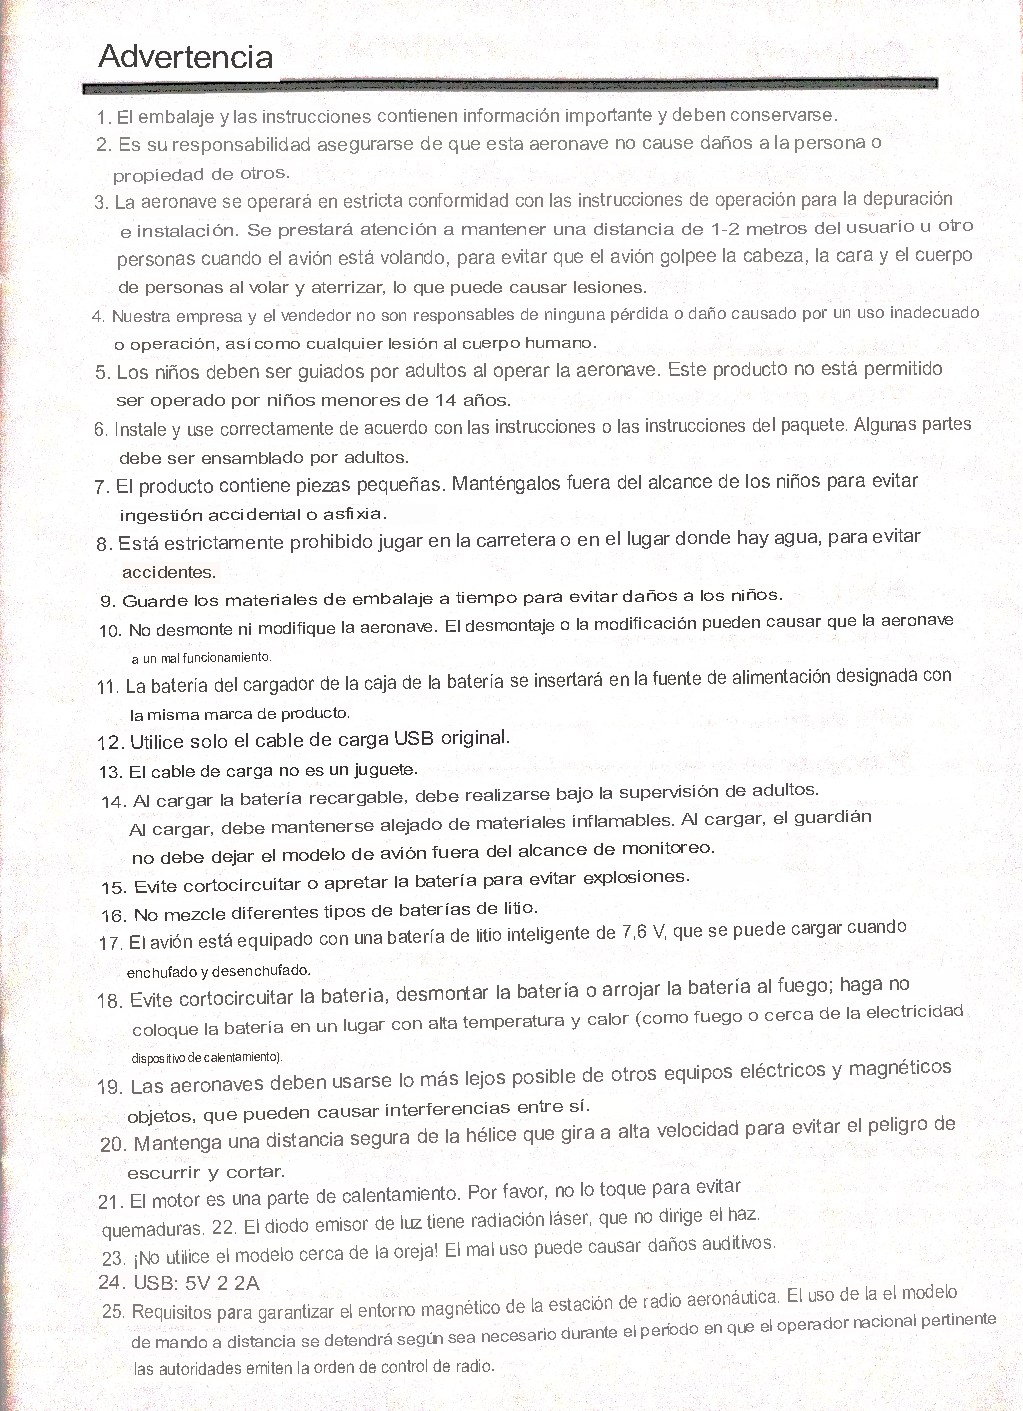 Advertencia
1. El embalaje y las instrucciones contienen información importante y deben conservarse.
2. Es su responsabilidad asegurarse de que esta aeronave no cause daños a la persona o
propiedad de otros.
3. La aeronave se operará en estricta conformidad con las instrucciones de operación para la depuración
e instalación. Se prestará atención a mantener una distancia de 1-2 metros del usuario u otro
personas cuando el avión está volando, para evitar que el avión golpee la cabeza, la cara y el cuerpo
de personas al volar y aterrizar, lo que puede causar lesiones.
4. Nuestra empresa y el vendedor no son responsables de ninguna pérdida o daño causado por un uso inadecuado
o operación, así como cualquier lesión al cuerpo humano.
5. Los niños deben ser guiados por adultos al operar la aeronave. Este producto no está permitido
ser operado por niños menores de 14 años.
6. Instale y use correctamente de acuerdo con las instrucciones o las instrucciones del paquete. Algunas partes
debe ser ensamblado por adultos.
7. El producto contiene piezas pequeñas. Manténgalos fuera del alcance de los niños para evitar
ingestión accidental o asfixia.
8. Está estrictamente prohibido jugar en la carretera o en el lugar donde hay agua, para evitar
accidentes.
9. Guarde los materiales de embalaje a tiempo para evitar daños a los niños.
10. No desmonte ni modifique la aeronave. El desmontaje o la modificación pueden causar que la aeronave
a un mal funcionamiento.
11. La batería del cargador de la caja de la batería se insertará en la fuente de alimentación designada con
la misma marca de producto.
12. Utilice solo el cable de carga USB original.
13. El cable de carga no es un juguete.
14. Al cargar la batería recargable, debe realizarse bajo la supervisión de adultos.
Al cargar, debe mantenerse alejado de materiales inflamables. Al cargar, el guardián
no debe dejar el modelo de avión fuera del alcance de monitoreo.
15. Evite cortocircuitar o apretar la batería para evitar explosiones.
16. No mezcle diferentes tipos de baterías de litio.
17. El avión está equipado con una batería de litio inteligente de 7,6 V, que se puede cargar cuando
enchufado y desenchufado.
18. Evite cortocircuitar la bateria, desmontar la batería o arrojar la batería al fuego; haga no
coloque la batería en un lugar con alta temperatura y calor (como fuego o cerca de la electricidad
dispositivo de calentamiento).
19. Las aeronaves deben usarse lo más lejos posible de otros equipos eléctricos y magnéticos
objetos, que pueden causar interferencias entre sí.
20. Mantenga una distancia segura de la hélice que gira a alta velocidad para evitar el peligro de
escurrir y cortar.
21. El motor es una parte de calentamiento. Por favor, no lo toque para evitar
quemaduras. 22. El diodo emisor de luz tiene radiación láser, que no dirige el haz.
23. ¡No utilice el modelo cerca de la oreja! El mal uso puede causar daños auditivos.
24. USB: 5V 2 2A
25. Requisitos para garantizar el entorno magnético de la estación de radio aeronáutica. El uso de la el modelo
de mando a distancia se detendrá según sea necesario durante el período en que el operador nacional pertinente
las autoridades emiten la orden de control de radio.